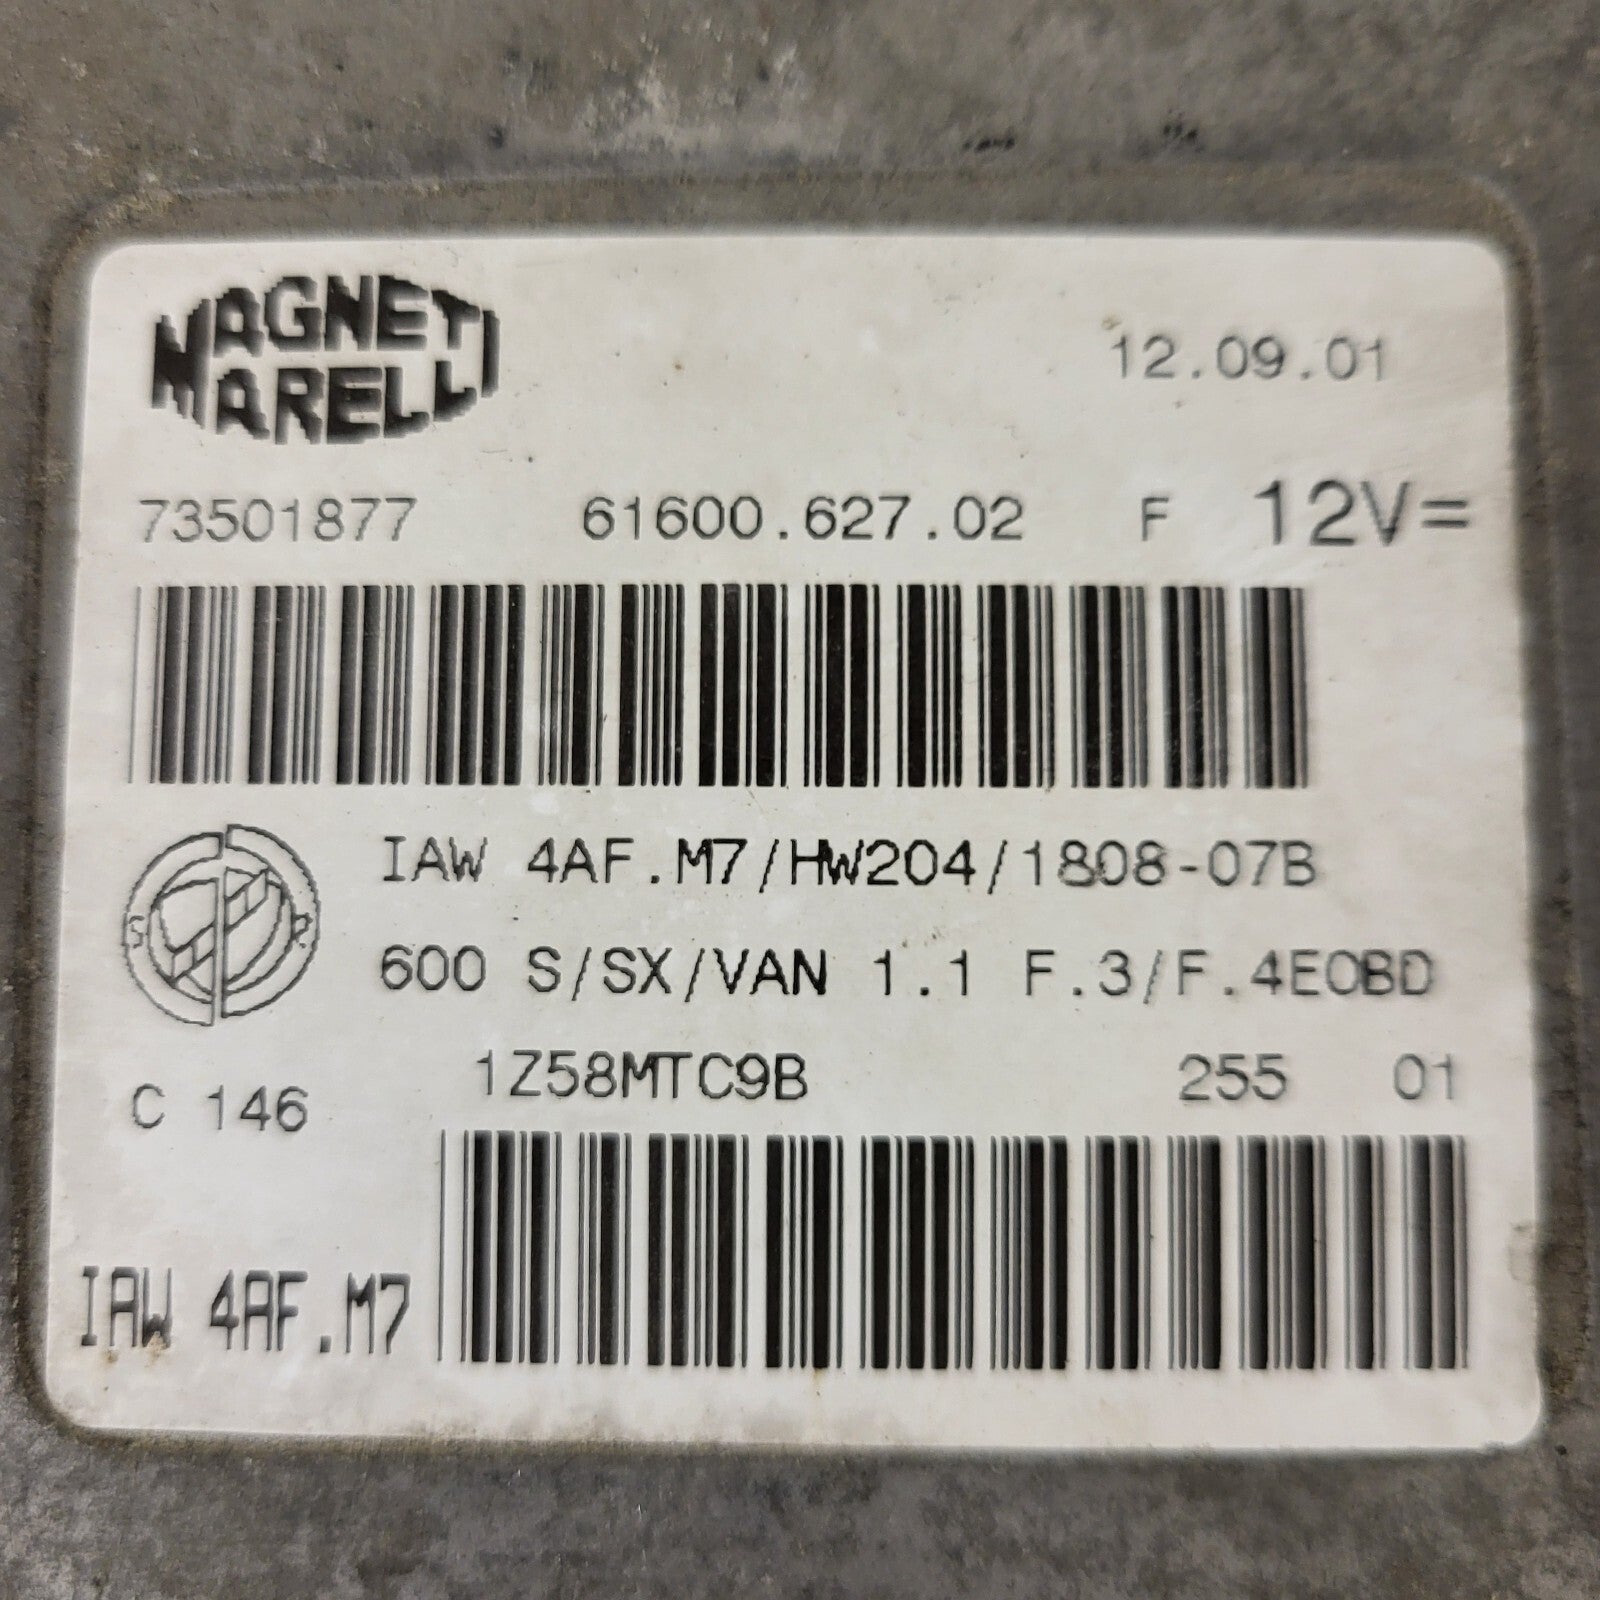 MAGNETI
MARELLI
12.09.01
73501877 61600.627.02 F 12V=
IAW 4AF.M7/HW204/1808-07B
S R
600 S/SX/VAN 1.1 F.3/F.4EOBD
1Z58MTC9B 255 01
C 146
IAW 4AF.M7